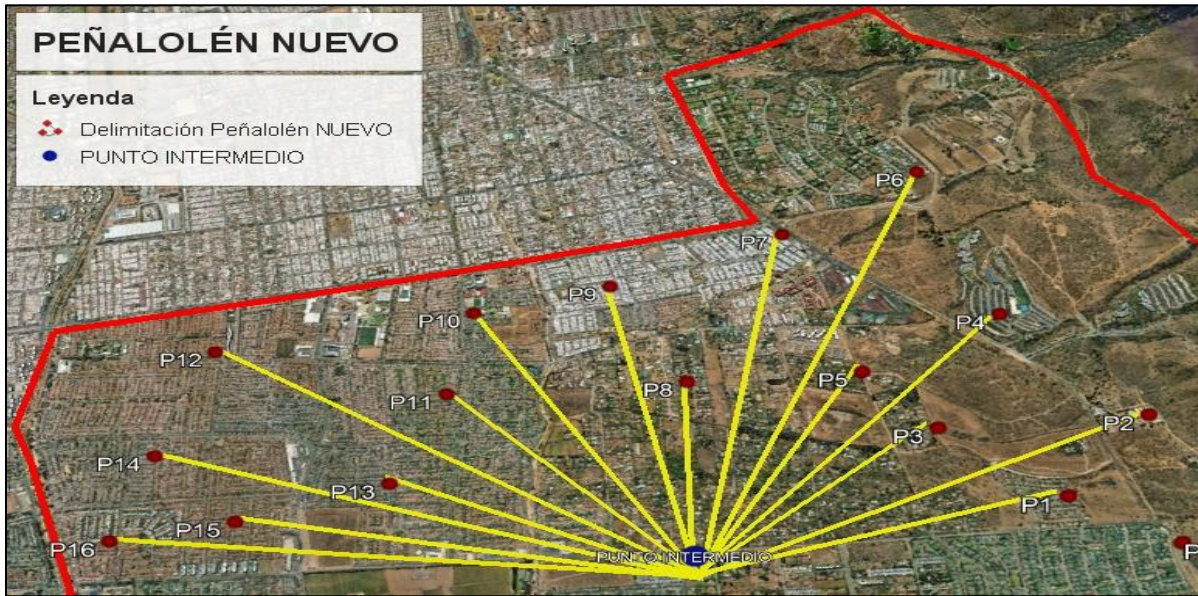 PEÑALOLÉN NUEVO
Leyenda
Delimitación Peñalolén NUEVO
PUNTO INTERMEDIO
P6
P7
P9
P10
P4
P12
P8
P5
P11
P2
P3
P14
P13
P1
P15
P16
PUNTO INTERMEDIO
P